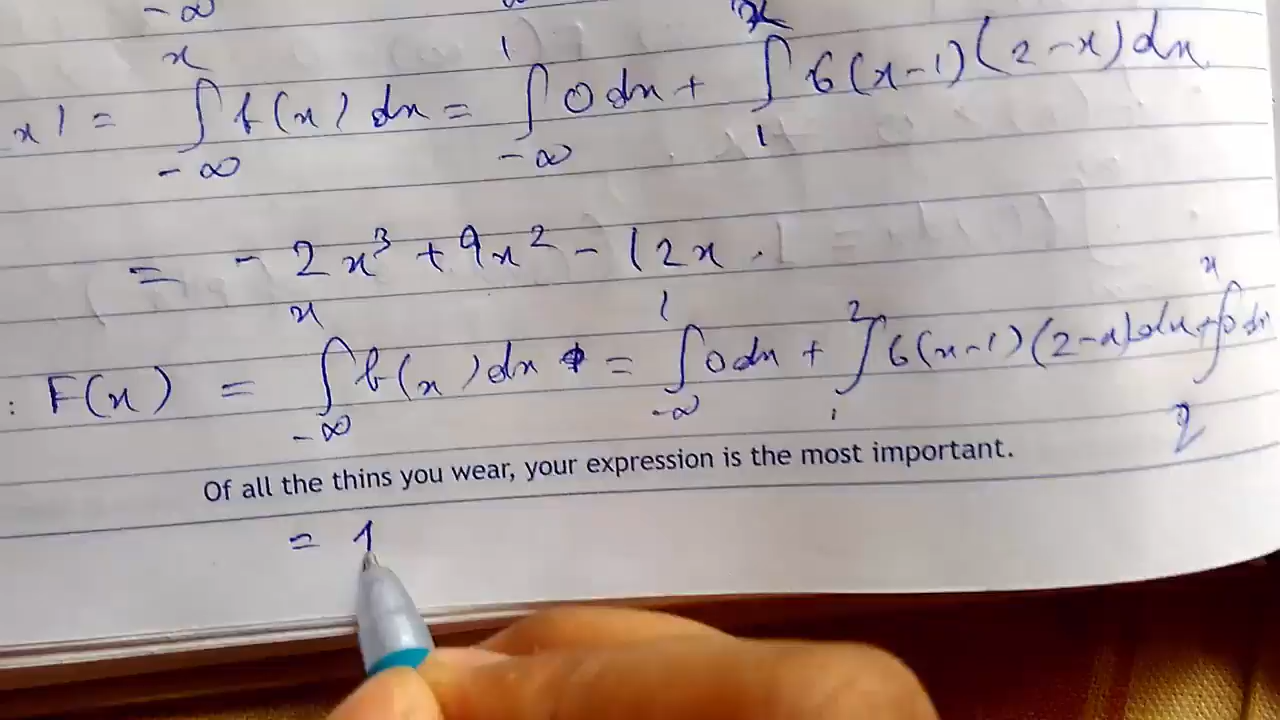 -∞
x) = ∫_{-∞}^{x} f(x) dx = ∫_{-∞}^{1} 0 dx + ∫_{1}^{x} 6(x-1)(2-x)dx
= -2x³ + 9x² - 12x.
: F(x) = ∫_{-∞}^{x} f(x)dx = ∫_{-∞}^{1} 0 dx + ∫_{1}^{2} 6(x-1)(2-x)dx + ∫_{2}^{x} 0 dx
Of all the thins you wear, your expression is the most important.
= 1